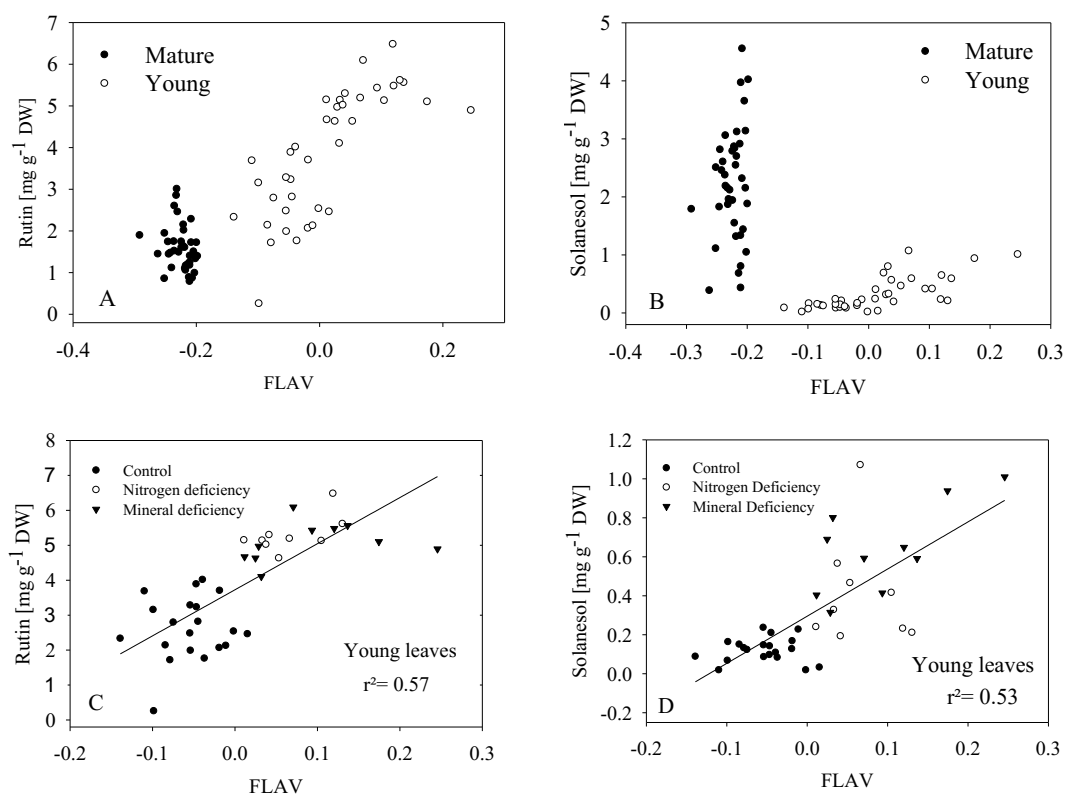 Rutin [mg g⁻¹ DW]
7
6
5
4
3
2
1
0
Mature
Young
A
-0.4
-0.2
0.0
0.2
FLAV
Solanesol [mg g⁻¹ DW]
5
4
3
2
1
0
Mature
Young
B
-0.4
-0.3
-0.2
-0.1
0.0
0.1
0.2
0.3
FLAV
Rutin [mg g⁻¹ DW]
8
7
6
5
4
3
2
1
0
Control
Nitrogen deficiency
Mineral deficiency
Young leaves
r²= 0.57
C
-0.2
-0.1
0.0
0.1
0.2
0.3
FLAV
Solanesol [mg g⁻¹ DW]
1.2
1.0
0.8
0.6
0.4
0.2
0.0
-0.2
Control
Nitrogen Deficiency
Mineral Deficiency
Young leaves
r²= 0.53
D
-0.2
-0.1
0.0
0.1
0.2
0.3
FLAV